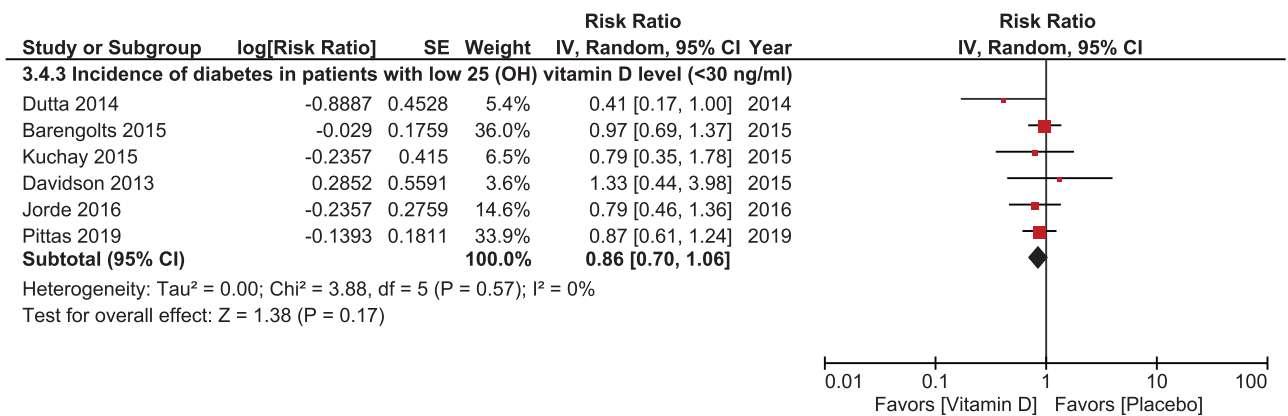 Risk Ratio Risk Ratio
Study or Subgroup log[Risk Ratio] SE Weight IV, Random, 95% CI Year IV, Random, 95% CI
3.4.3 Incidence of diabetes in patients with low 25 (OH) vitamin D level (<30 ng/ml)
Dutta 2014 -0.8887 0.4528 5.4% 0.41 [0.17, 1.00] 2014
Barengolts 2015 -0.029 0.1759 36.0% 0.97 [0.69, 1.37] 2015
Kuchay 2015 -0.2357 0.415 6.5% 0.79 [0.35, 1.78] 2015
Davidson 2013 0.2852 0.5591 3.6% 1.33 [0.44, 3.98] 2015
Jorde 2016 -0.2357 0.2759 14.6% 0.79 [0.46, 1.36] 2016
Pittas 2019 -0.1393 0.1811 33.9% 0.87 [0.61, 1.24] 2019
Subtotal (95% CI) 100.0% 0.86 [0.70, 1.06]
Heterogeneity: Tau² = 0.00; Chi² = 3.88, df = 5 (P = 0.57); I² = 0%
Test for overall effect: Z = 1.38 (P = 0.17)
0.01 0.1 1 10 100
Favors [Vitamin D] Favors [Placebo]